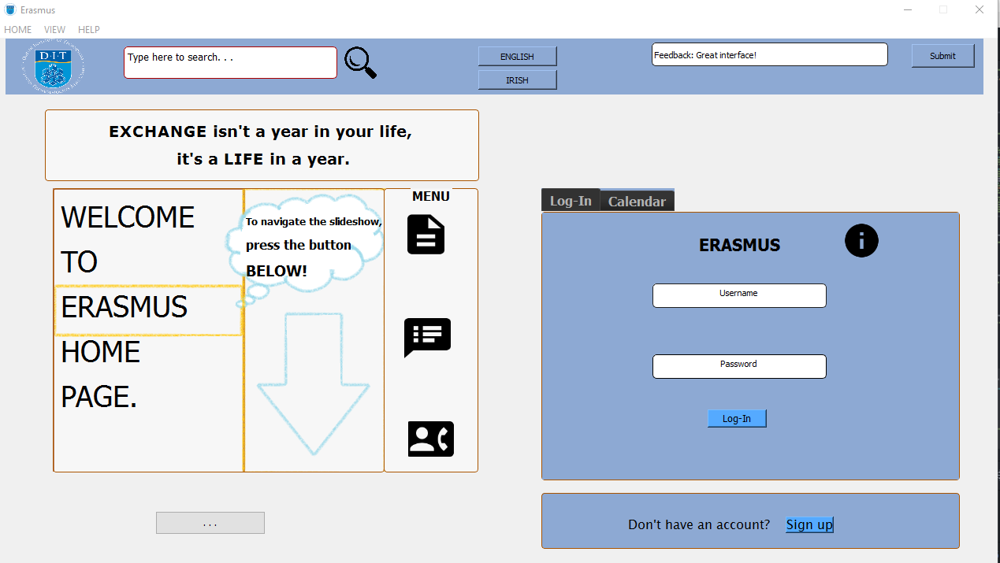 Erasmus
HOME VIEW HELP
D·I·T
Type here to search. . .
ENGLISH
IRISH
Feedback: Great interface!
Submit
EXCHANGE isn't a year in your life,
it's a LIFE in a year.
WELCOME
TO
ERASMUS
HOME
PAGE.
To navigate the slideshow,
press the button
BELOW!
MENU
. . .
Log-In Calendar
ERASMUS
i
Username
Password
Log-In
Don't have an account? Sign up